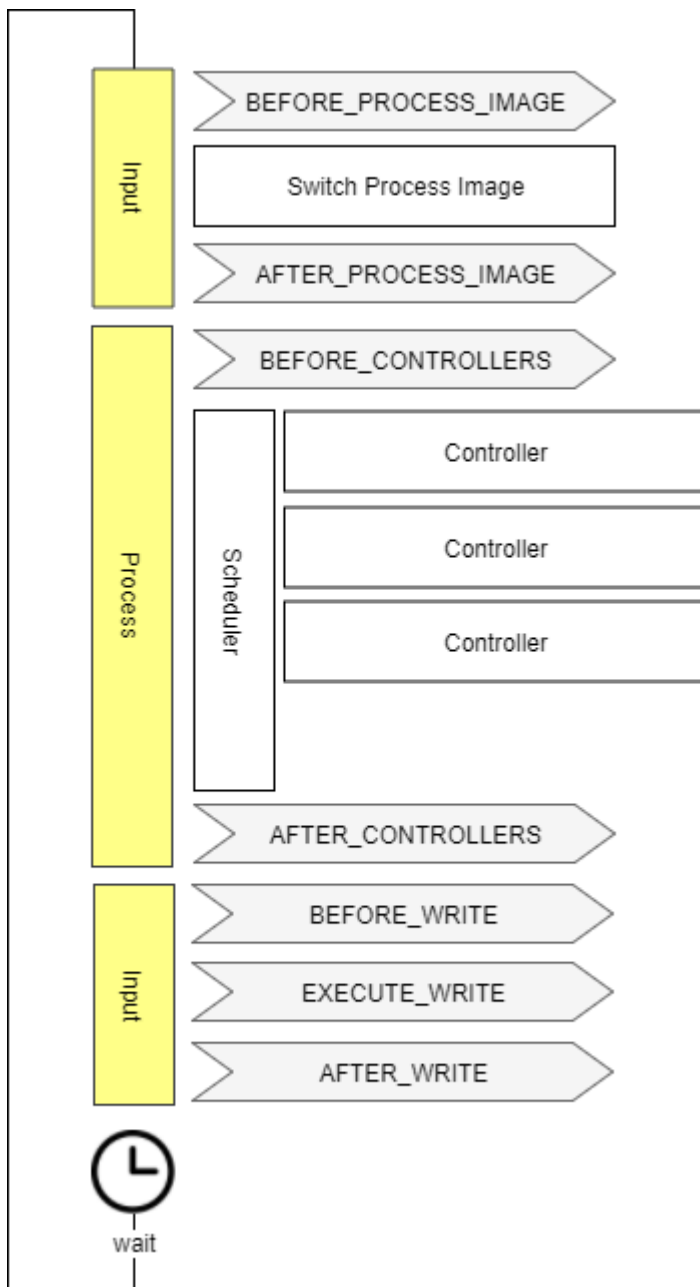 Input
BEFORE_PROCESS_IMAGE
Switch Process Image
AFTER_PROCESS_IMAGE
Process
BEFORE_CONTROLLERS
Scheduler
Controller
Controller
Controller
AFTER_CONTROLLERS
Input
BEFORE_WRITE
EXECUTE_WRITE
AFTER_WRITE
wait